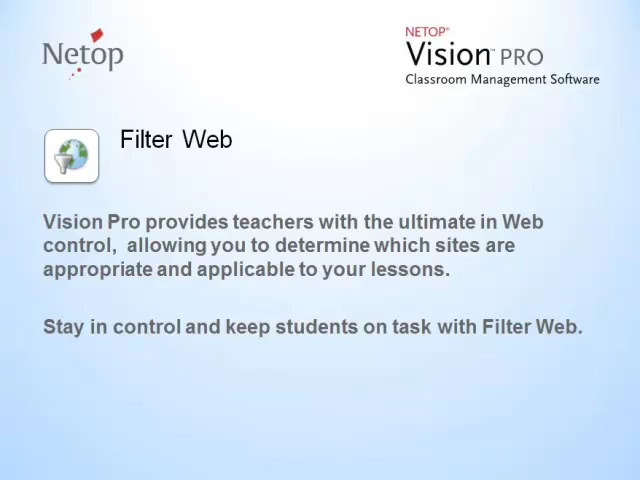 Netop
NETOP®
Vision™ PRO
Classroom Management Software
Filter Web
Vision Pro provides teachers with the ultimate in Web
control,  allowing you to determine which sites are
appropriate and applicable to your lessons.
Stay in control and keep students on task with Filter Web.